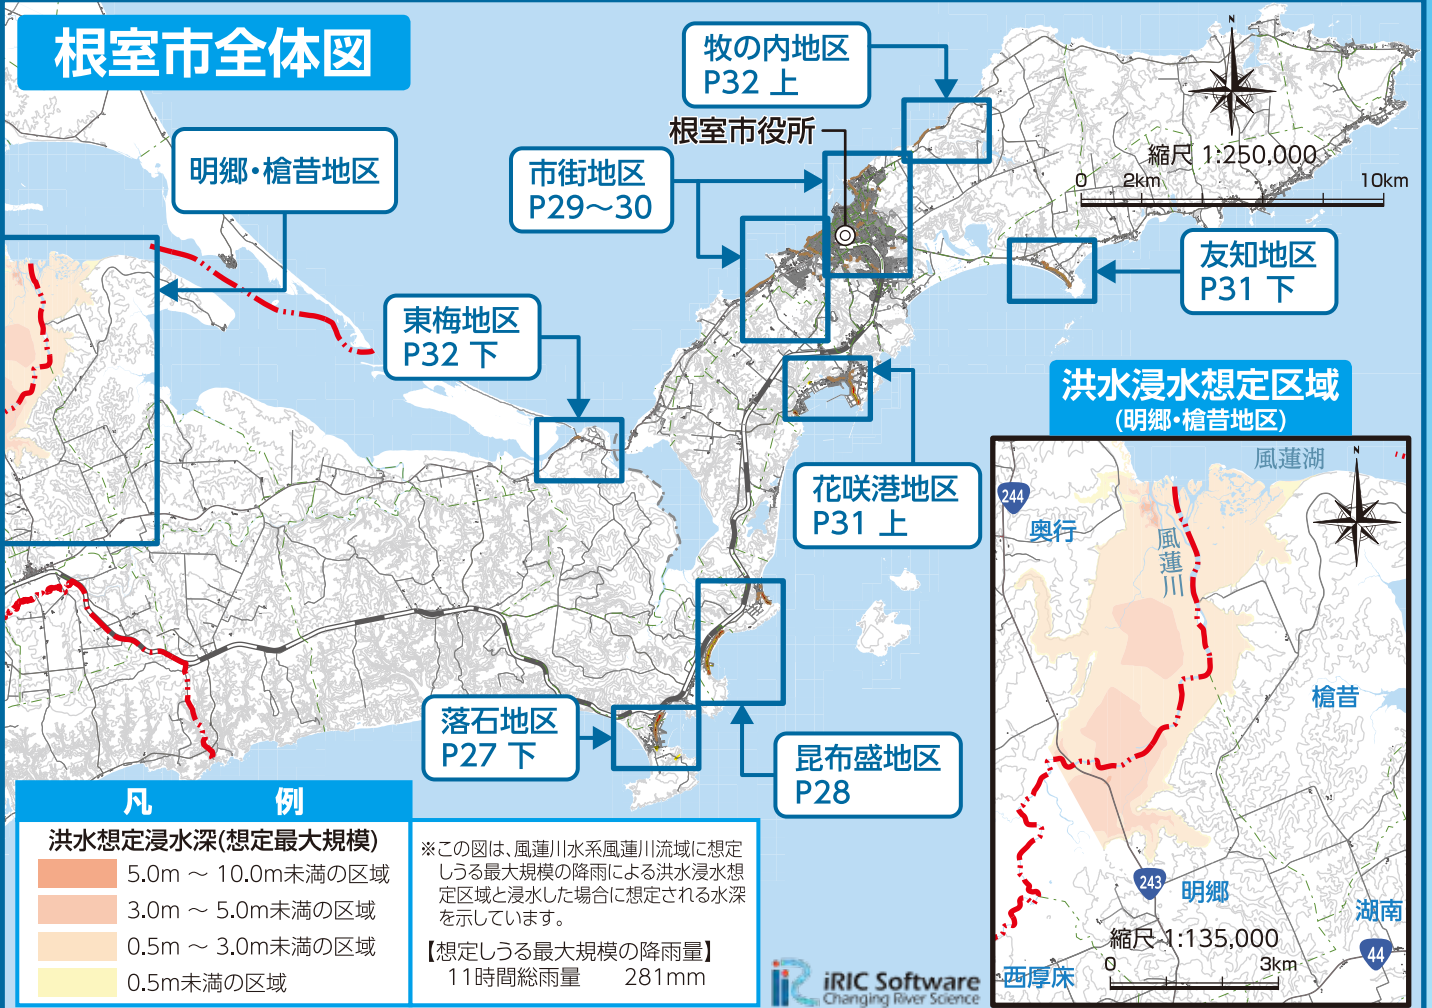 根室市全体図
牧の内地区
P32 上
根室市役所
N
縮尺 1:250,000
0 2km 10km
明郷・槍昔地区
市街地区
P29～30
友知地区
P31 下
東梅地区
P32 下
花咲港地区
P31 上
落石地区
P27 下
昆布盛地区
P28
洪水浸水想定区域
(明郷・槍昔地区)
風蓮湖
N
244
奥行
風蓮川
槍昔
243
明郷
湖南
44
西厚床
縮尺 1:135,000
0 3km
凡例
洪水想定浸水深(想定最大規模)
5.0m ～ 10.0m未満の区域
3.0m ～ 5.0m未満の区域
0.5m ～ 3.0m未満の区域
0.5m未満の区域
※この図は、風蓮川水系風蓮川流域に想定
しうる最大規模の降雨による洪水浸水想
定区域と浸水した場合に想定される水深
を示しています。
【想定しうる最大規模の降雨量】
11時間総雨量 281mm
iRIC Software
Changing River Science